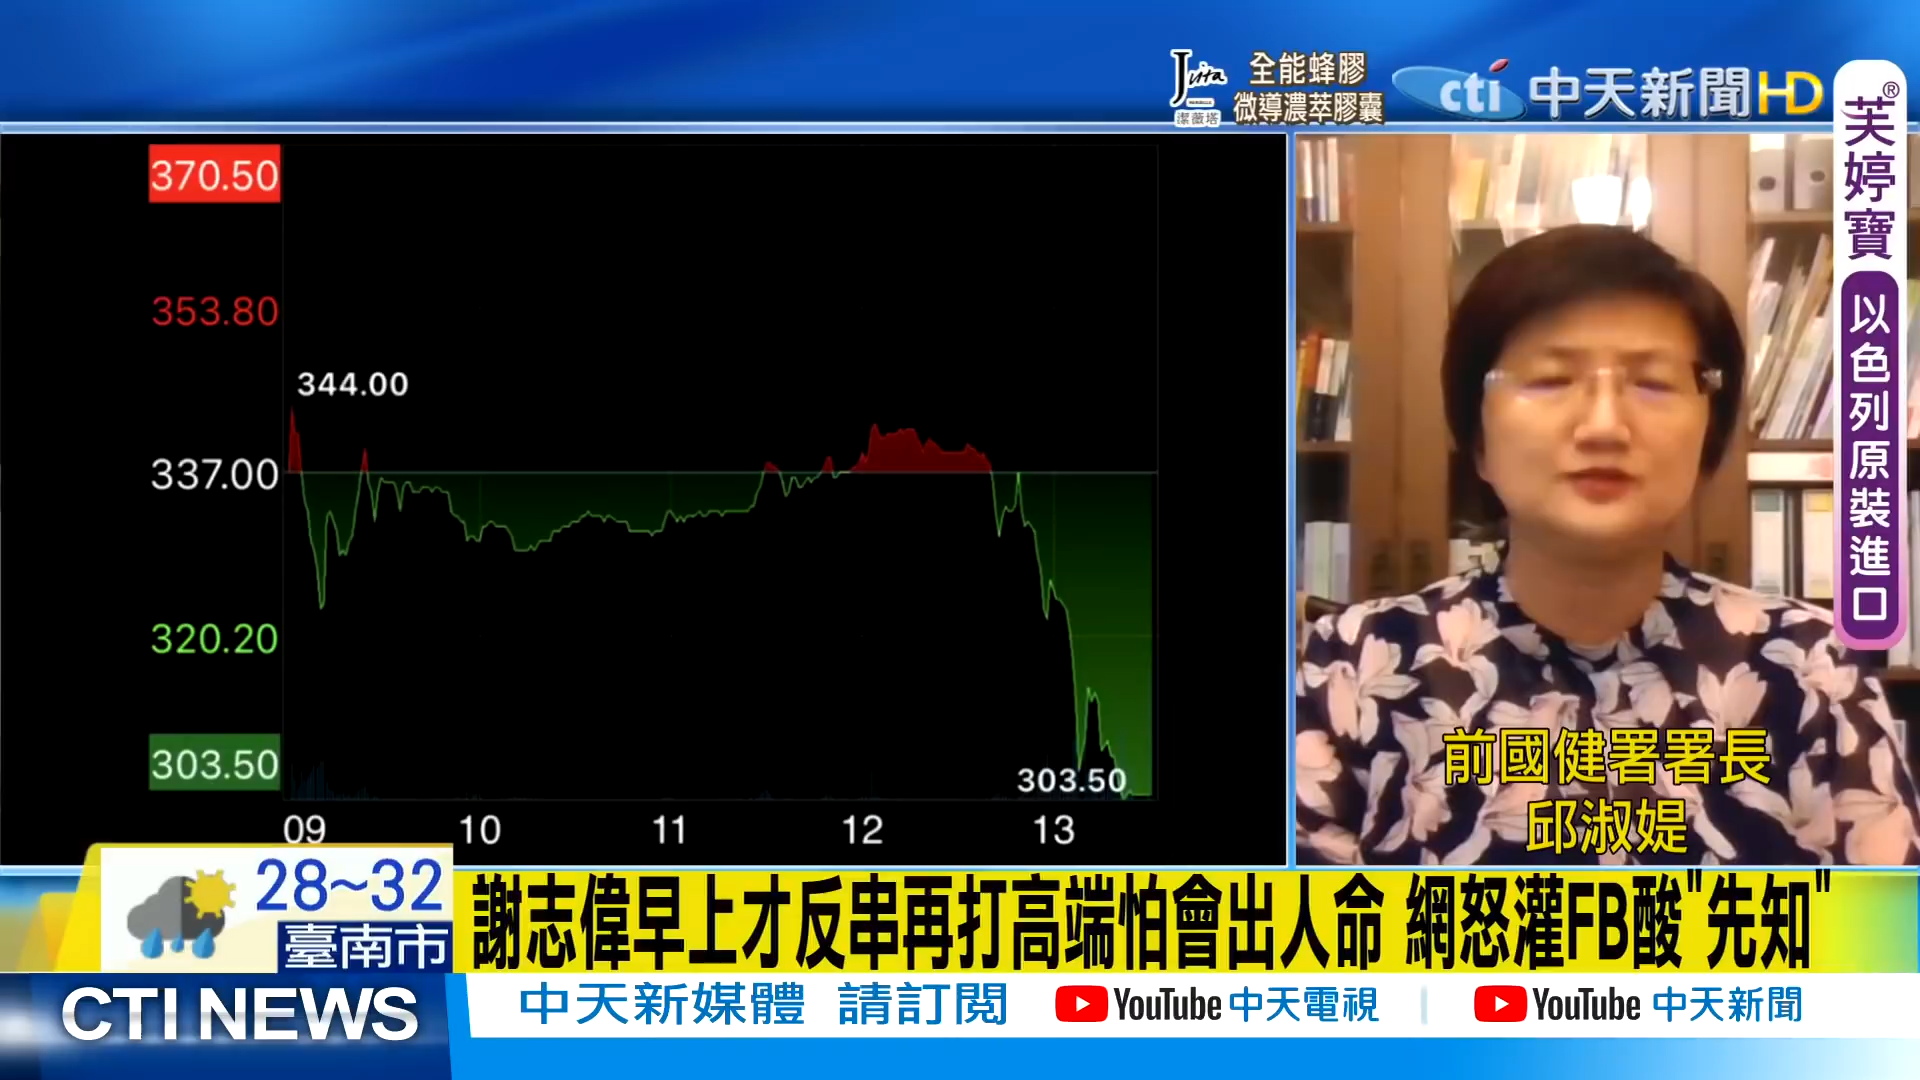 Jvita
潔薇塔
全能蜂膠
微導濃萃膠囊
cti 中天新聞HD
芙婷寶®
以色列原裝進口
370.50
353.80
344.00
337.00
320.20
303.50
303.50
09 10 11 12 13
前國健署署長
邱淑媞
28~32
臺南市
謝志偉早上才反串再打高端怕會出人命 網怒灌FB酸"先知"
CTI NEWS
中天新媒體 請訂閱 YouTube 中天電視 | YouTube 中天新聞